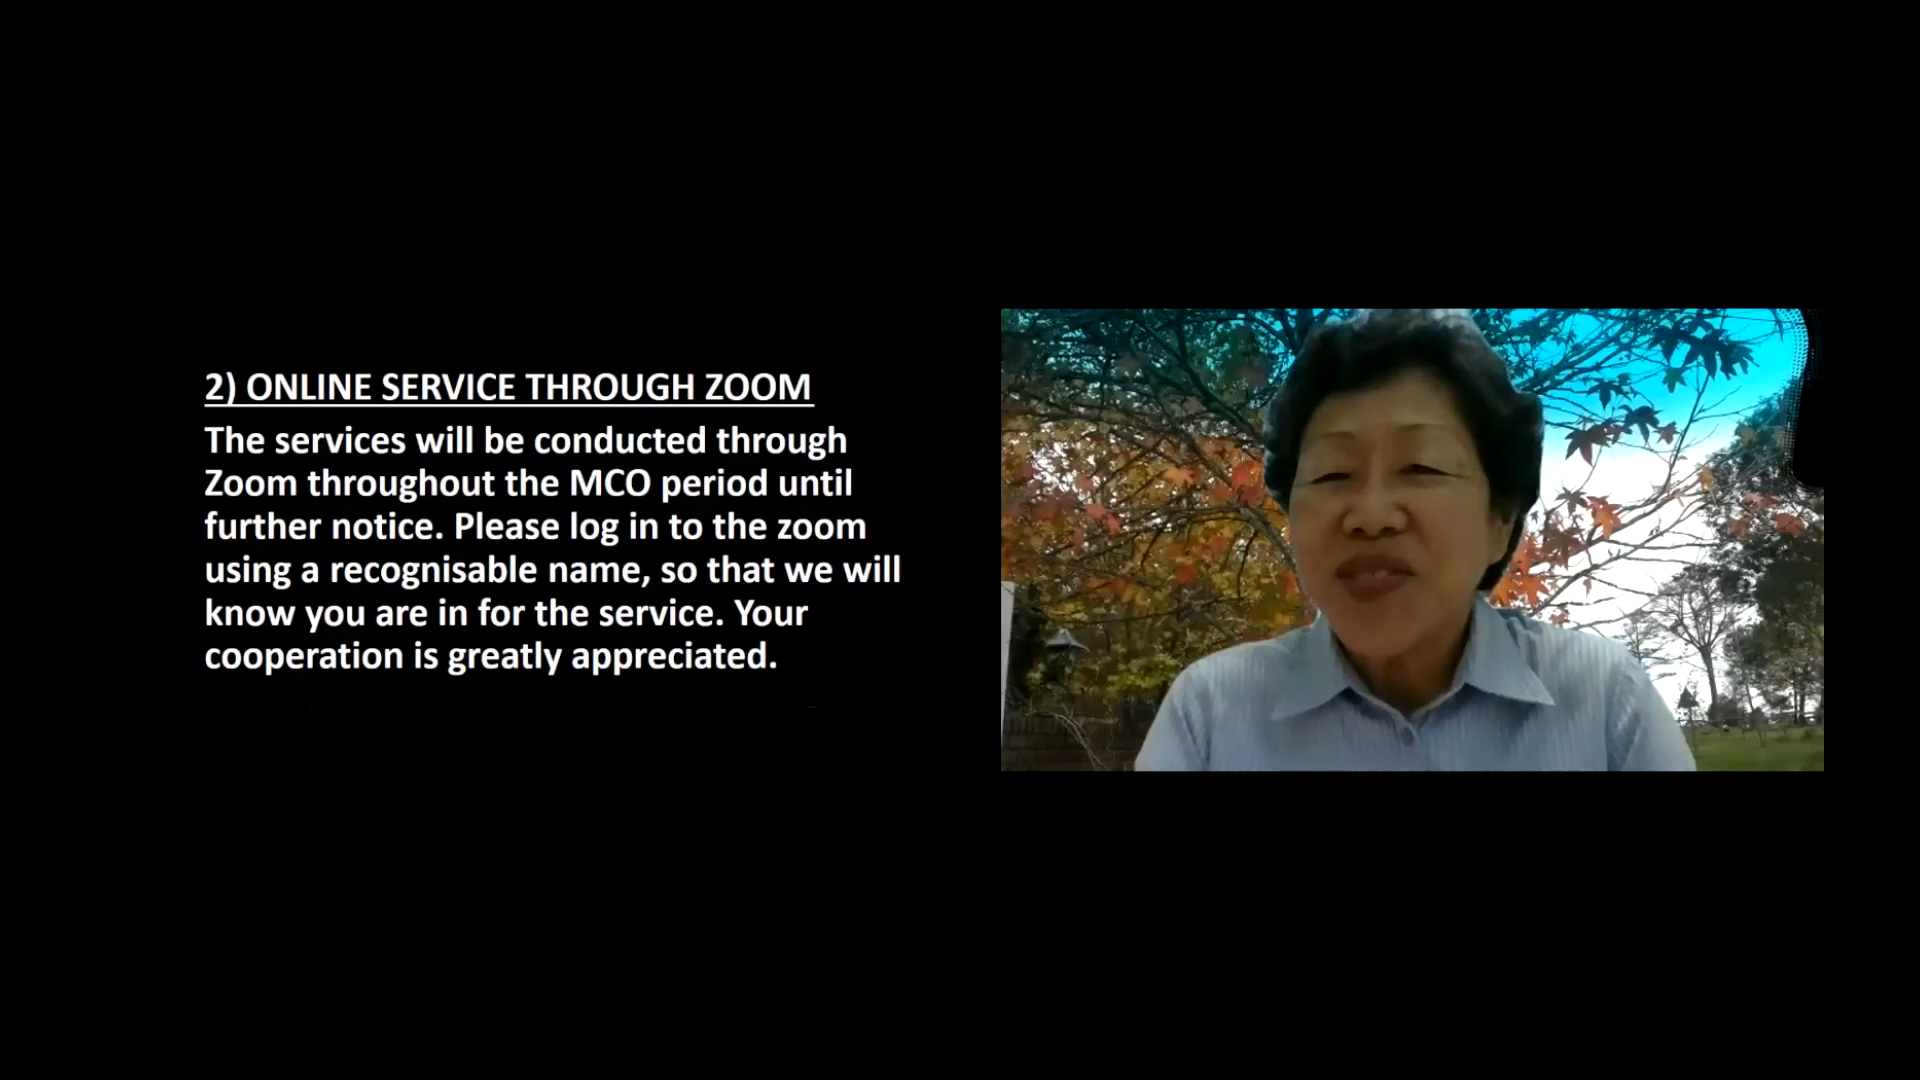 2) ONLINE SERVICE THROUGH ZOOM
The services will be conducted through
Zoom throughout the MCO period until
further notice. Please log in to the zoom
using a recognisable name, so that we will
know you are in for the service. Your
cooperation is greatly appreciated.